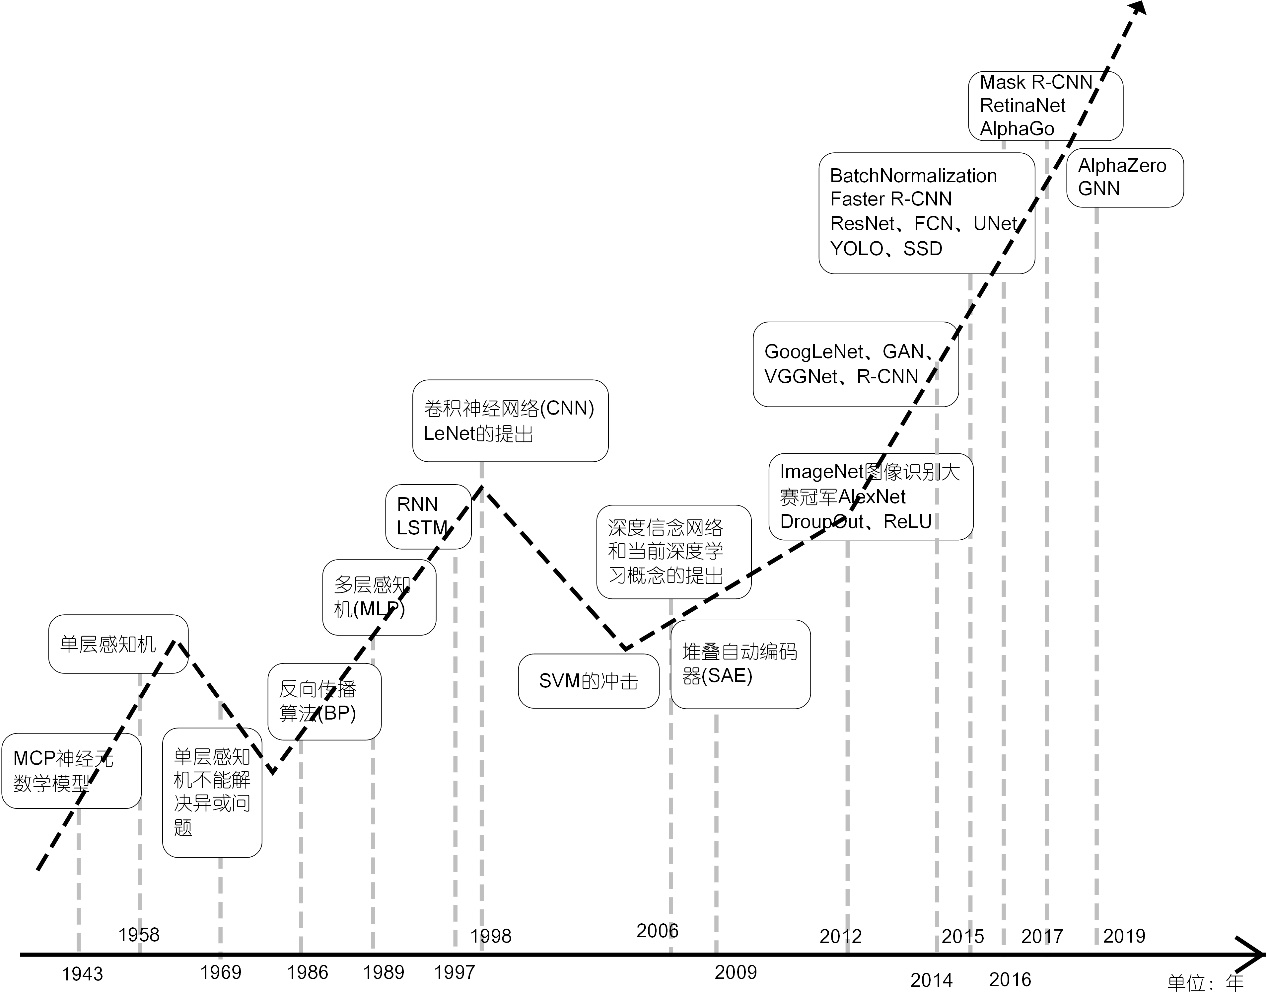 Mask R-CNN
RetinaNet
AlphaGo
AlphaZero
GNN
BatchNormalization
Faster R-CNN
ResNet、FCN、UNet
YOLO、SSD
GoogLeNet、GAN、
VGGNet、R-CNN
卷积神经网络(CNN)
LeNet的提出
ImageNet图像识别大
赛冠军AlexNet
DroupOut、ReLU
RNN
LSTM
深度信念网络
和当前深度学
习概念的提出
多层感知
机(MLP)
单层感知机
堆叠自动编码
器(SAE)
SVM的冲击
反向传播
算法(BP)
MCP神经元
数学模型
单层感知
机不能解
决异或问
题
1943
1958
1969
1986
1989
1997
1998
2006
2009
2012
2014
2015
2016
2017
2019
单位：年